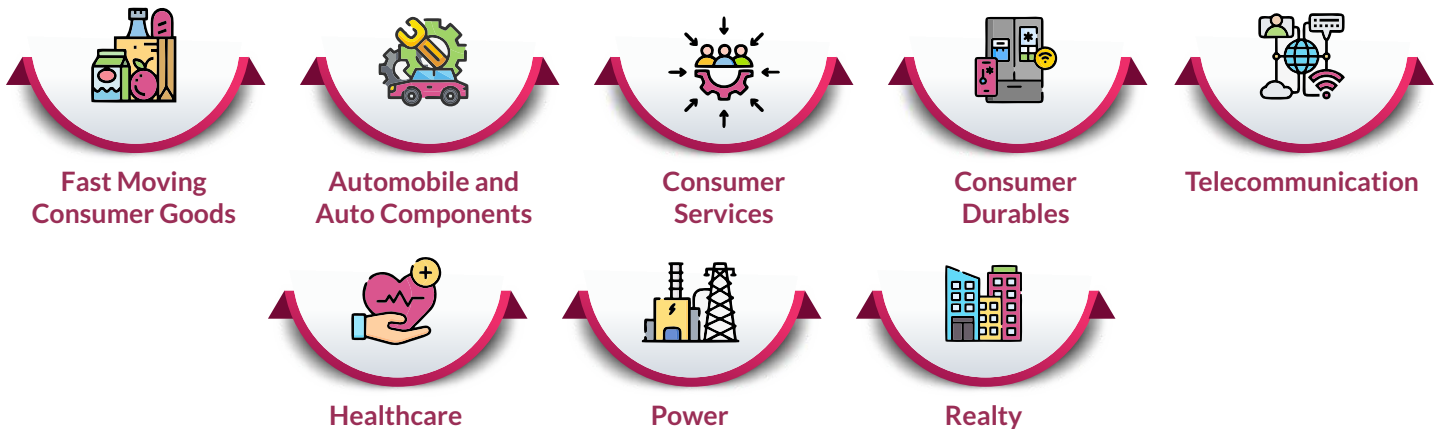 Fast Moving
Consumer Goods
Automobile and
Auto Components
Consumer
Services
Consumer
Durables
Telecommunication
Healthcare
Power
Realty